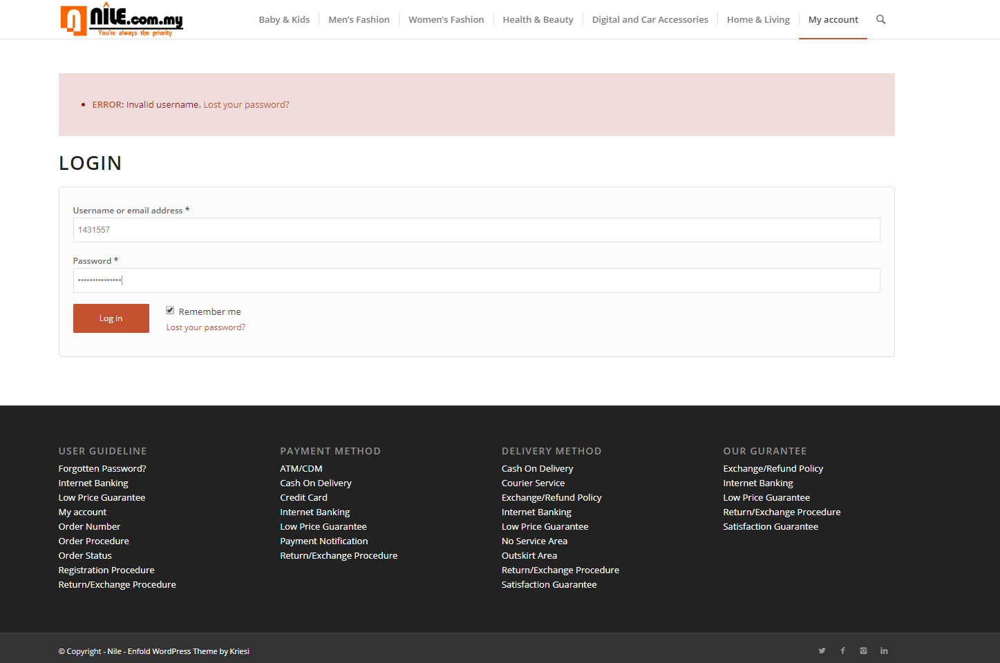 NiLE.com.my
You're always the priority
Baby & Kids Men's Fashion Women's Fashion Health & Beauty Digital and Car Accessories Home & Living My account
ERROR: Invalid username. Lost your password?
LOGIN
Username or email address *
1431557
Password *
•••••••••••••••
Log in
Remember me
Lost your password?
USER GUIDELINE
Forgotten Password?
Internet Banking
Low Price Guarantee
My account
Order Number
Order Procedure
Order Status
Registration Procedure
Return/Exchange Procedure
PAYMENT METHOD
ATM/CDM
Cash On Delivery
Credit Card
Internet Banking
Low Price Guarantee
Payment Notification
Return/Exchange Procedure
DELIVERY METHOD
Cash On Delivery
Courier Service
Exchange/Refund Policy
Internet Banking
Low Price Guarantee
No Service Area
Outskirt Area
Return/Exchange Procedure
Satisfaction Guarantee
OUR GURANTEE
Exchange/Refund Policy
Internet Banking
Low Price Guarantee
Return/Exchange Procedure
Satisfaction Guarantee
© Copyright - Nile - Enfold WordPress Theme by Kriesi